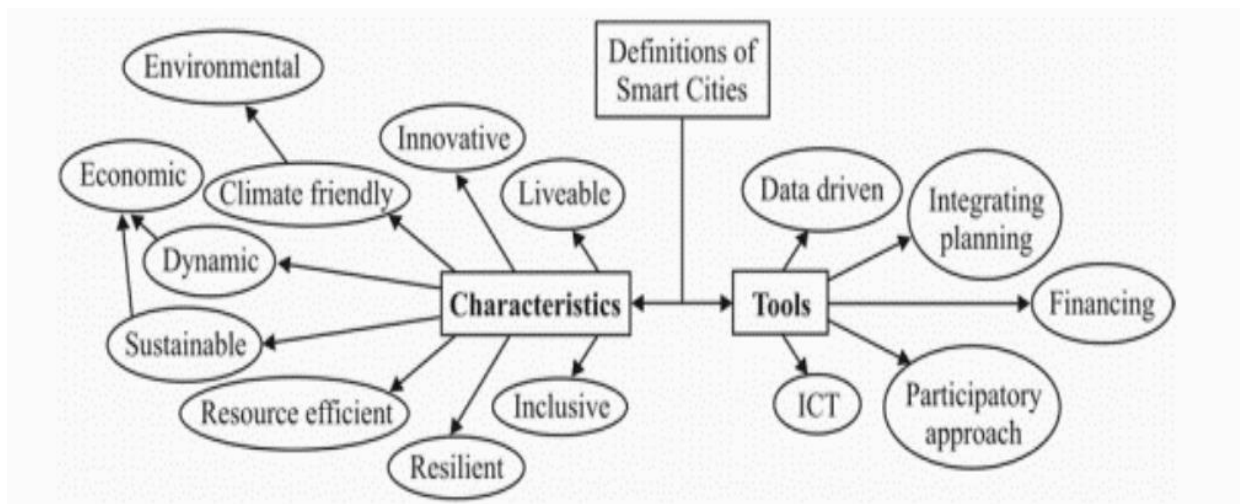 Definitions of
Smart Cities
Environmental
Innovative
Economic
Climate friendly
Liveable
Data driven
Integrating
planning
Dynamic
Characteristics
Tools
Financing
Sustainable
Resource efficient
Inclusive
ICT
Participatory
approach
Resilient